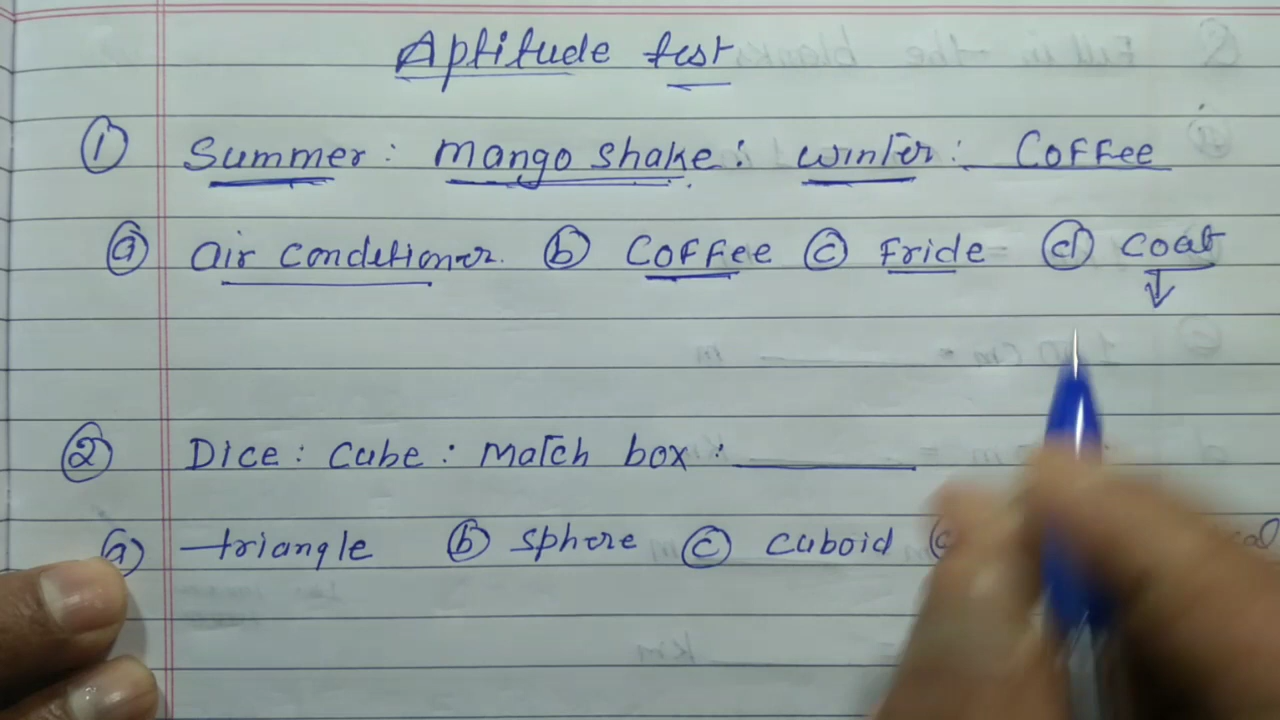 Aptitude test
① Summer : Mango shake : winter : Coffee
ⓐ air conditioner. ⓑ Coffee ⓒ Fride ⓓ Coat
② Dice : Cube : Match box : ________
ⓐ triangle ⓑ sphere ⓒ Cuboid